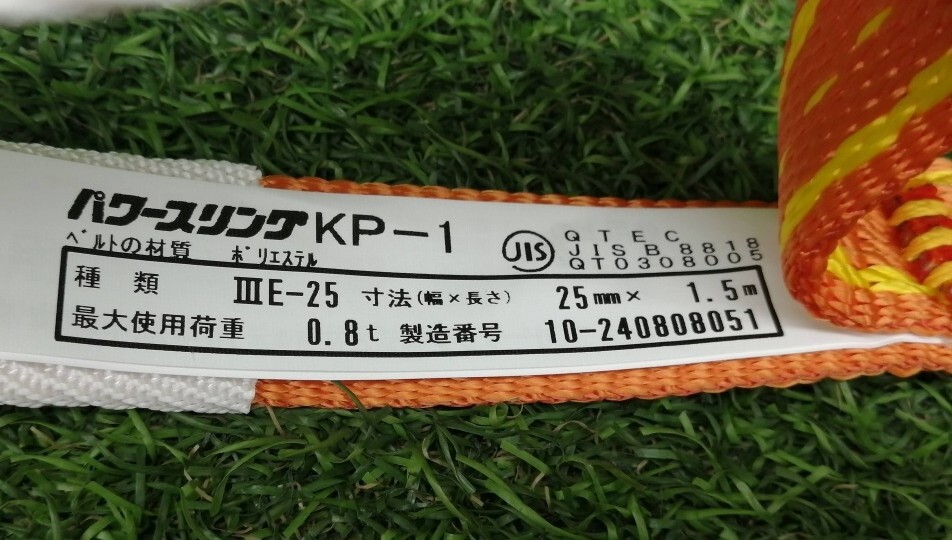 パワースリング KP-1
ベルトの材質 ポリエステル
JIS
QTEC
JIS B 8818
QT0308005
種類 ⅢE-25 寸法(幅×長さ) 25mm× 1.5m
最大使用荷重 0.8t 製造番号 10-240808051